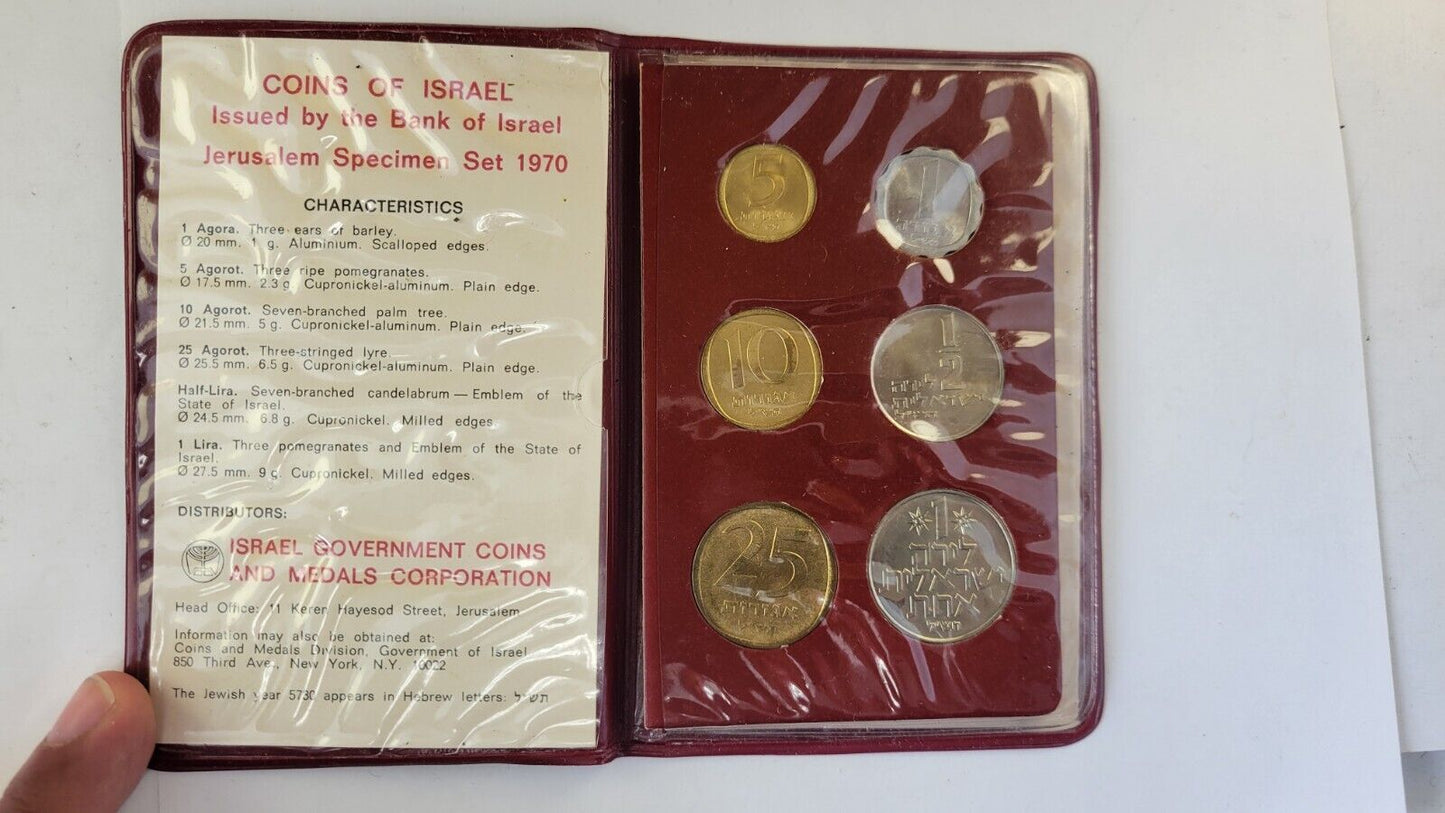 COINS OF ISRAEL
Issued by the Bank of Israel
Jerusalem Specimen Set 1970
CHARACTERISTICS
1 Agora. Three ears of barley.
Ø 20 mm. 1 g. Aluminium. Scalloped edges.
5 Agorot. Three ripe pomegranates.
Ø 17.5 mm. 2.3 g. Cupronickel-aluminum. Plain edge.
10 Agorot. Seven-branched palm tree.
Ø 21.5 mm. 5 g. Cupronickel-aluminum. Plain edge.
25 Agorot. Three-stringed lyre.
Ø 25.5 mm. 6.5 g. Cupronickel-aluminum. Plain edge.
Half-Lira. Seven-branched candelabrum — Emblem of the
State of Israel.
Ø 24.5 mm. 6.8 g. Cupronickel. Milled edges.
1 Lira. Three pomegranates and Emblem of the State of
Israel.
Ø 27.5 mm. 9 g. Cupronickel. Milled edges.
DISTRIBUTORS:
ISRAEL GOVERNMENT COINS
AND MEDALS CORPORATION
Head Office: 11 Keren Hayesod Street, Jerusalem
Information may also be obtained at:
Coins and Medals Division, Government of Israel
850 Third Ave., New York, N.Y. 10022
The Jewish year 5730 appears in Hebrew letters: תש״ל
5
אגורות
1
10
אגורות
התש״ל
1
2
לירה
ישראלית
התש״ל
25
אגורות
1
לירה
ישראלית
אחת
התש״ל